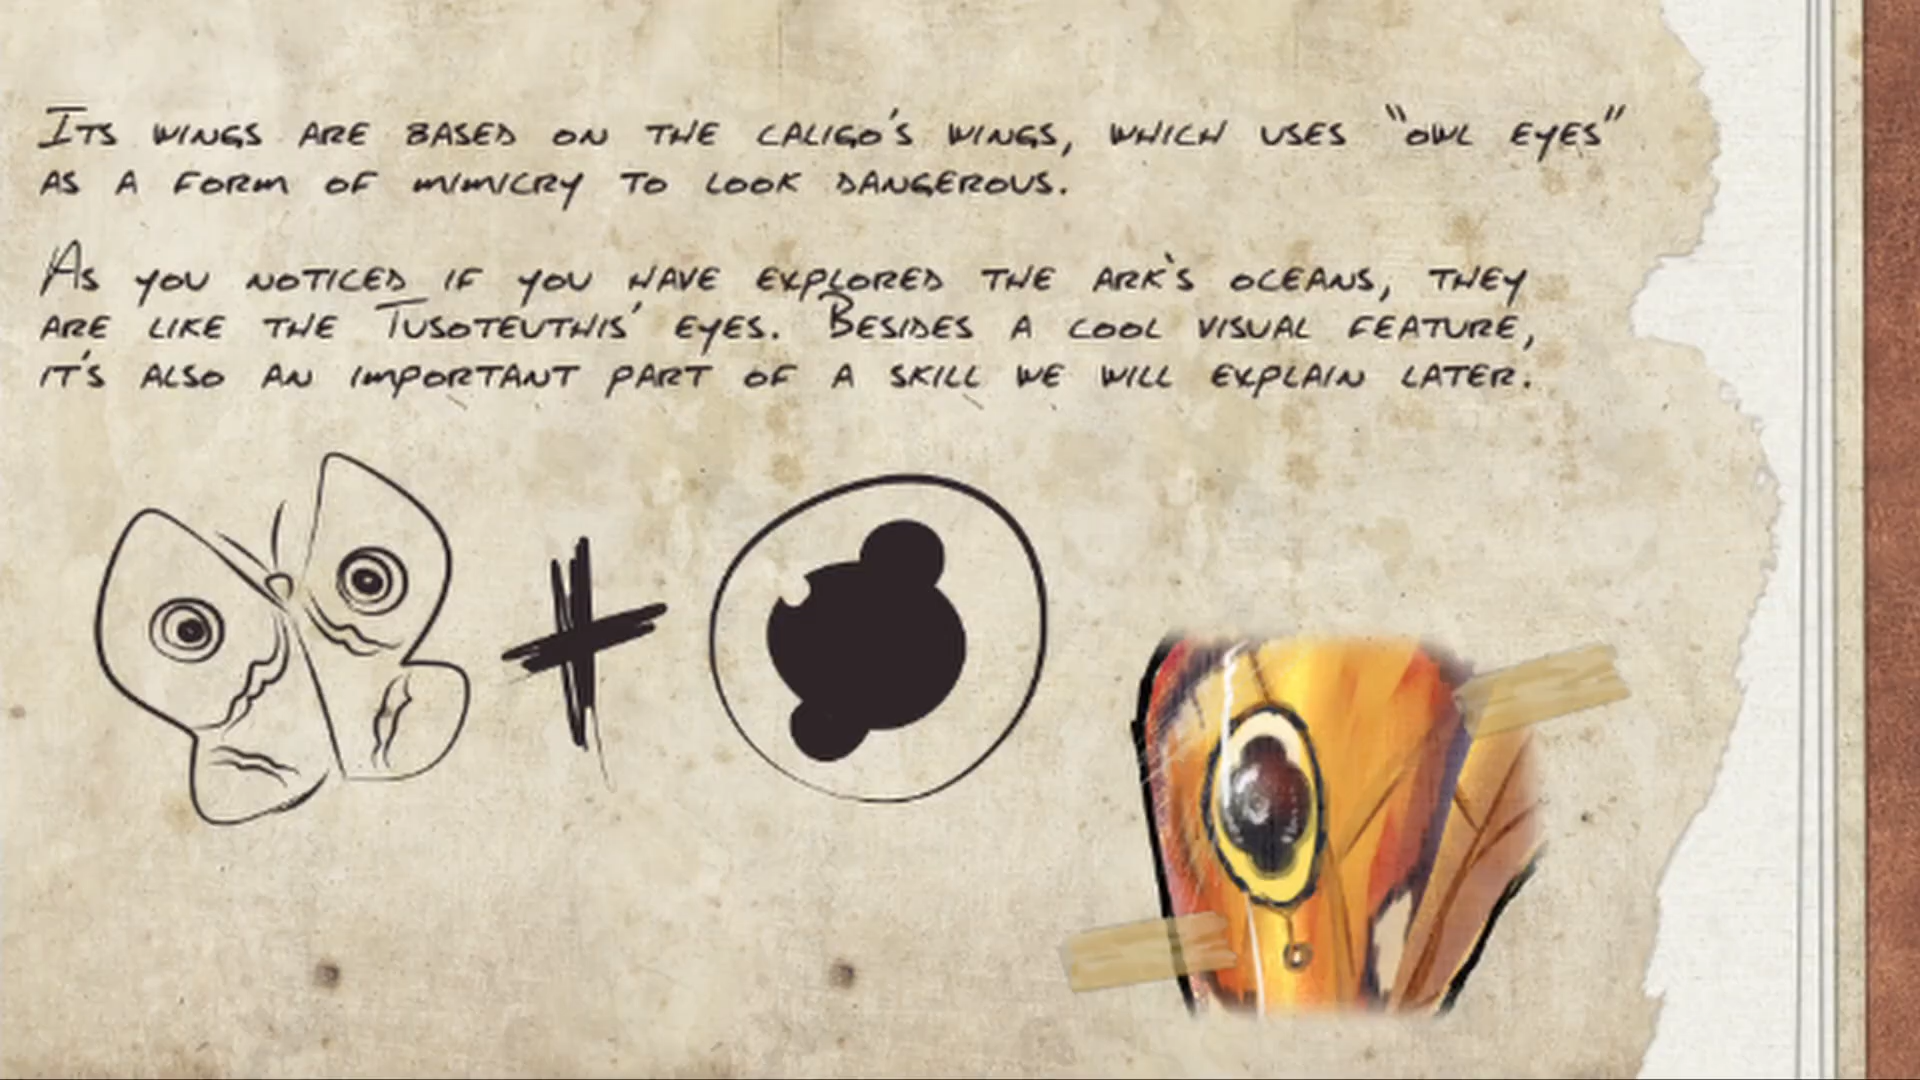 Its wings are based on the Caligo's wings, which uses "owl eyes"
as a form of mimicry to look dangerous.
As you noticed if you have explored the ARK's oceans, they
are like the Tusoteuthis' eyes. Besides a cool visual feature,
it's also an important part of a skill we will explain later.